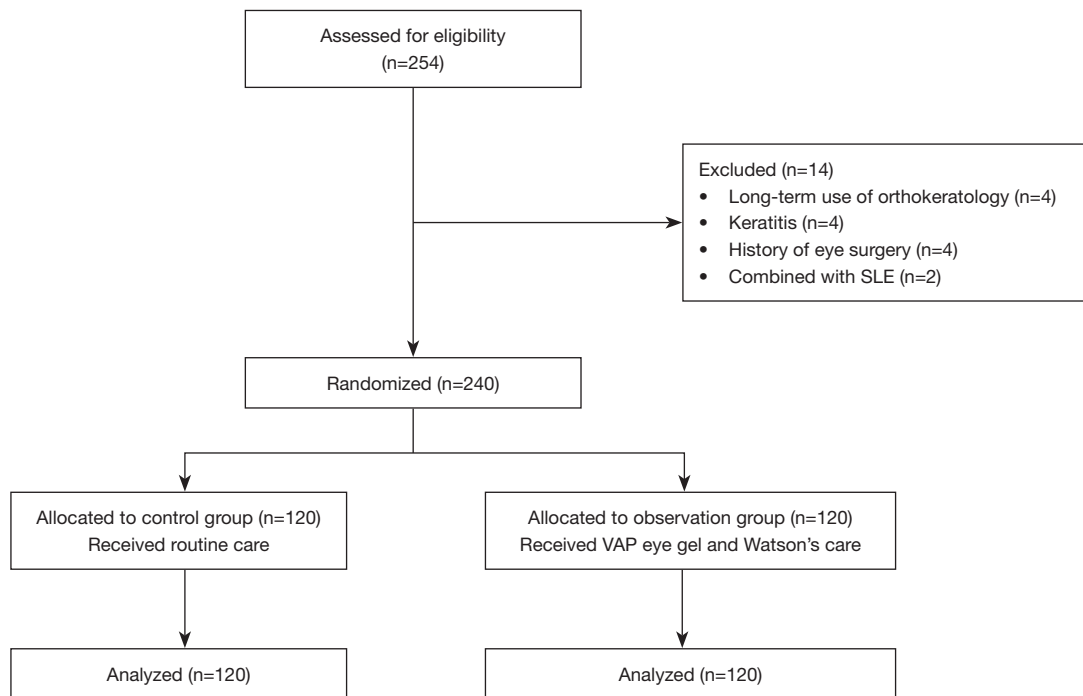 Assessed for eligibility
(n=254)
Excluded (n=14)
• Long-term use of orthokeratology (n=4)
• Keratitis (n=4)
• History of eye surgery (n=4)
• Combined with SLE (n=2)
Randomized (n=240)
Allocated to control group (n=120)
Received routine care
Allocated to observation group (n=120)
Received VAP eye gel and Watson’s care
Analyzed (n=120)
Analyzed (n=120)